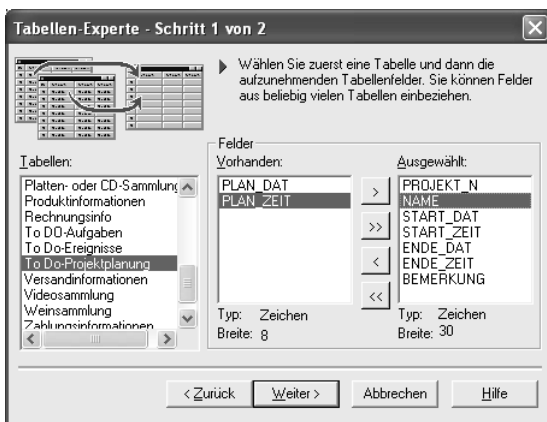 Tabellen-Experte - Schritt 1 von 2
Wählen Sie zuerst eine Tabelle und dann die
aufzunehmenden Tabellenfelder. Sie können Felder
aus beliebig vielen Tabellen einbeziehen.
Tabellen:
Platten- oder CD-Sammlung
Produktinformationen
Rechnungsinfo
To DO-Aufgaben
To Do-Ereignisse
To Do-Projektplanung
Versandinformationen
Videosammlung
Weinsammlung
Zahlungsinformationen
Felder
Vorhanden:
PLAN_DAT
PLAN_ZEIT
Typ: Zeichen
Breite: 8
>
>>
<
<<
Ausgewählt:
PROJEKT_N
NAME
START_DAT
START_ZEIT
ENDE_DAT
ENDE_ZEIT
BEMERKUNG
Typ: Zeichen
Breite: 30
< Zurück Weiter > Abbrechen Hilfe